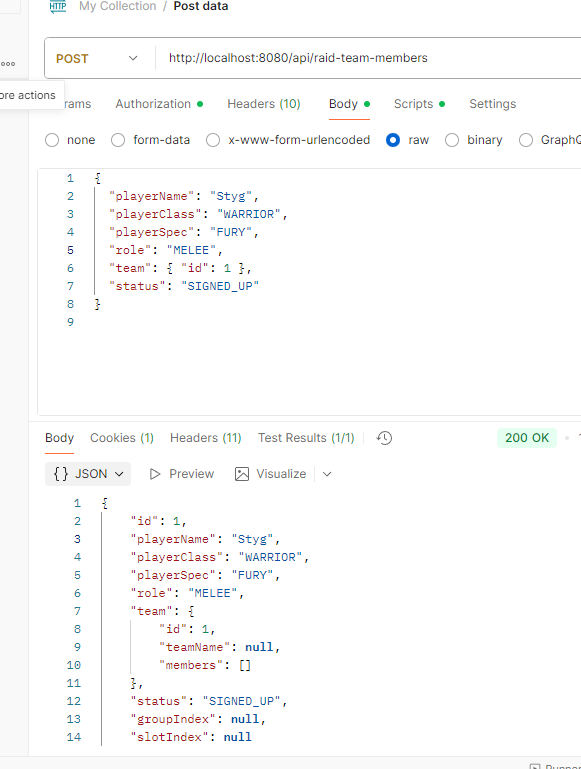 HTTP My Collection / Post data
POST http://localhost:8080/api/raid-team-members
ore actions
rams Authorization Headers (10) Body Scripts Settings
none form-data x-www-form-urlencoded raw binary GraphQ
1 {
2 "playerName": "Styg",
3 "playerClass": "WARRIOR",
4 "playerSpec": "FURY",
5 "role": "MELEE",
6 "team": { "id": 1 },
7 "status": "SIGNED_UP"
8 }
9
Body Cookies (1) Headers (11) Test Results (1/1) 200 OK
{} JSON Preview Visualize
1 {
2 "id": 1,
3 "playerName": "Styg",
4 "playerClass": "WARRIOR",
5 "playerSpec": "FURY",
6 "role": "MELEE",
7 "team": {
8 "id": 1,
9 "teamName": null,
10 "members": []
11 },
12 "status": "SIGNED_UP",
13 "groupIndex": null,
14 "slotIndex": null